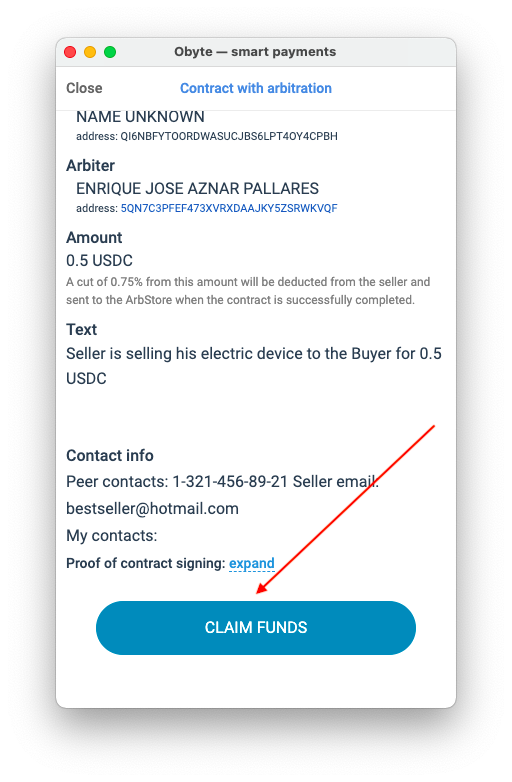 Obyte — smart payments
Close
Contract with arbitration
NAME UNKNOWN
address: QI6NBFYTOORDWASUCJBS6LPT4OY4CPBH
Arbiter
ENRIQUE JOSE AZNAR PALLARES
address: 5QN7C3PFEF473XVRXDAAJKY5ZSRWKVQF
Amount
0.5 USDC
A cut of 0.75% from this amount will be deducted from the seller and
sent to the ArbStore when the contract is successfully completed.
Text
Seller is selling his electric device to the Buyer for 0.5
USDC
Contact info
Peer contacts: 1-321-456-89-21 Seller email:
bestseller@hotmail.com
My contacts:
Proof of contract signing: expand
CLAIM FUNDS